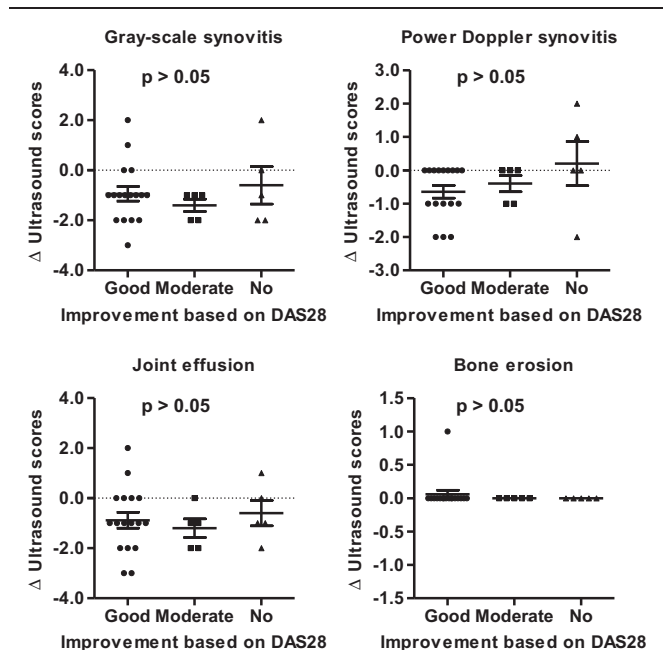 Gray-scale synovitis
p > 0.05
Δ Ultrasound scores
4.0
2.0
0.0
-2.0
-4.0
Good Moderate No
Improvement based on DAS28
Power Doppler synovitis
p > 0.05
Δ Ultrasound scores
3.0
2.0
1.0
0.0
-1.0
-2.0
-3.0
Good Moderate No
Improvement based on DAS28
Joint effusion
p > 0.05
Δ Ultrasound scores
4.0
2.0
0.0
-2.0
-4.0
Good Moderate No
Improvement based on DAS28
Bone erosion
p > 0.05
Δ Ultrasound scores
1.5
1.0
0.5
0.0
-0.5
-1.0
-1.5
Good Moderate No
Improvement based on DAS28